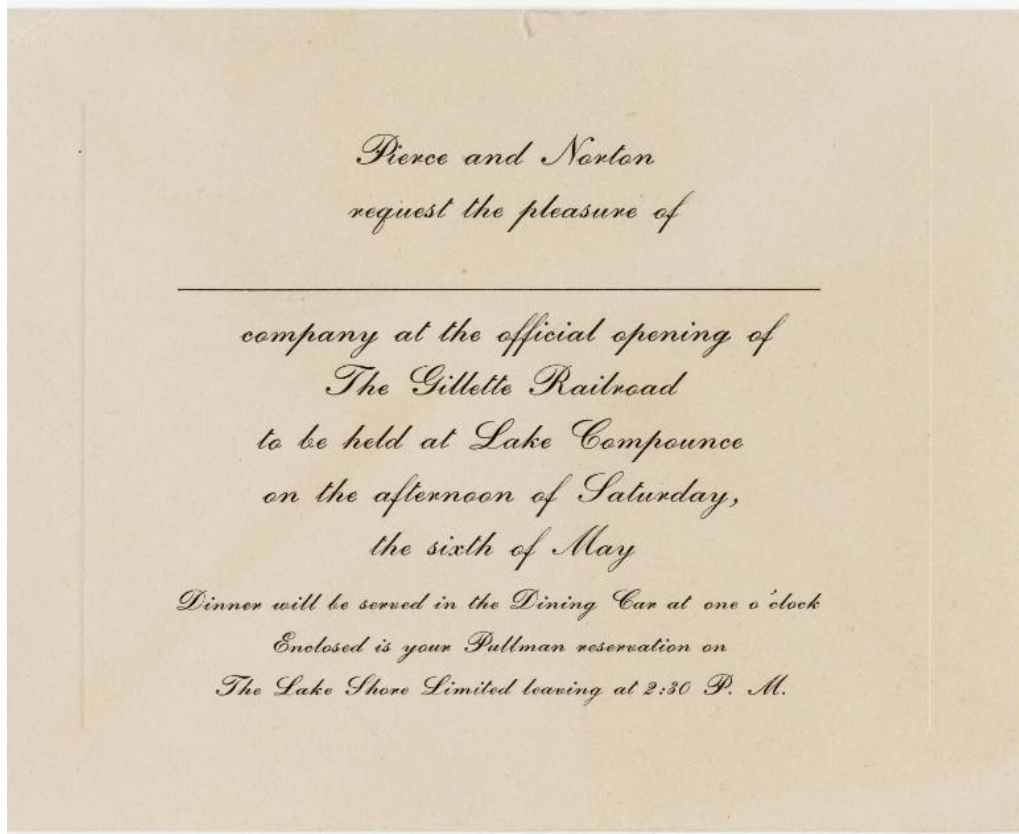 Pierce and Norton
request the pleasure of
company at the official opening of
The Gillette Railroad
to be held at Lake Compounce
on the afternoon of Saturday,
the sixth of May
Dinner will be served in the Dining Car at one o'clock
Enclosed is your Pullman reservation on
The Lake Shore Limited leaving at 2:30 P. M.